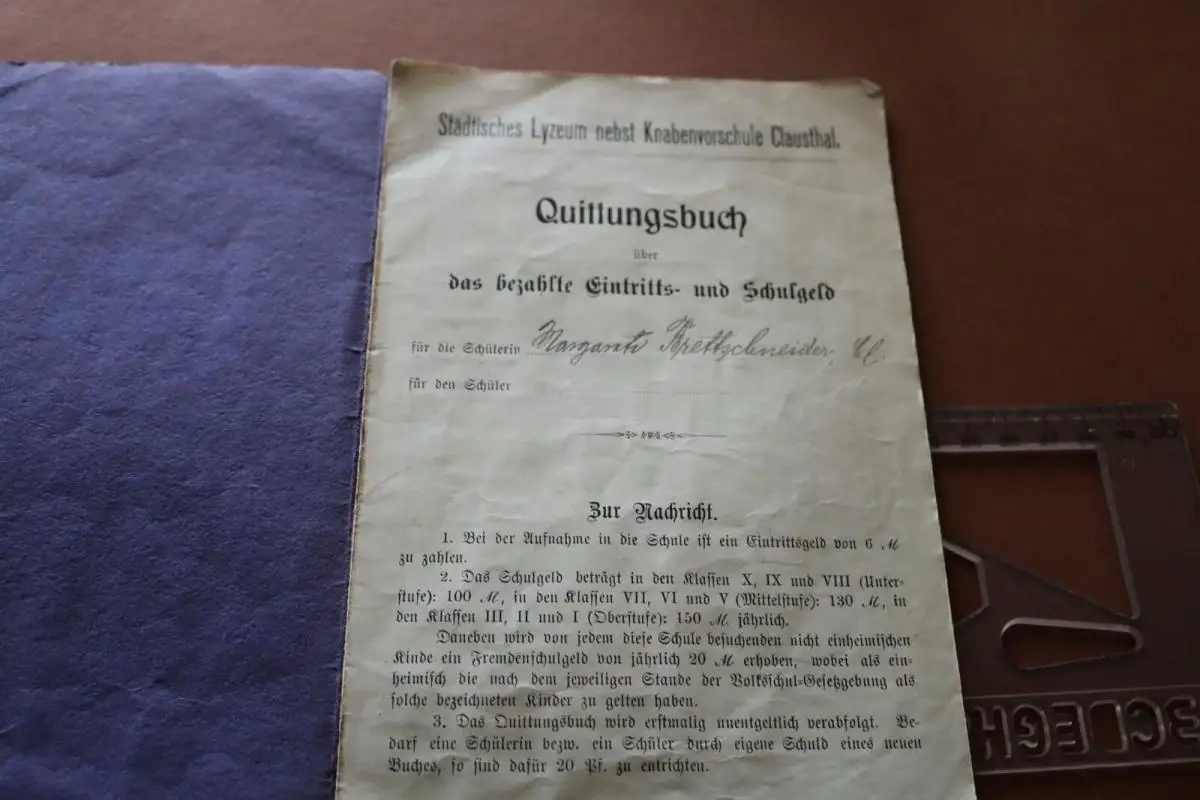 Städtisches Lyzeum nebst Knabenvorschule Clausthal.
Quittungsbuch
über
das bezahlte Eintritts- und Schulgeld
für die Schülerin Margarete Brettschneider, Cl.
für den Schüler
Zur Nachricht.
1. Bei der Aufnahme in die Schule ist ein Eintrittsgeld von 6 M
zu zahlen.
2. Das Schulgeld beträgt in den Klassen X, IX und VIII (Unter-
stufe): 100 M, in den Klassen VII, VI und V (Mittelstufe): 130 M, in
den Klassen III, II und I (Oberstufe): 150 M jährlich.
Daneben wird von jedem diese Schule besuchenden nicht einheimischen
Kinde ein Fremdenschulgeld von jährlich 20 M erhoben, wobei als ein-
heimisch die nach dem jeweiligen Stande der Volksschul-Gesetzgebung als
solche bezeichneten Kinder zu gelten haben.
3. Das Quittungsbuch wird erstmalig unentgeltlich verabfolgt. Be-
darf eine Schülerin bezw. ein Schüler durch eigene Schuld eines neuen
Buches, so sind dafür 20 Pf. zu entrichten.